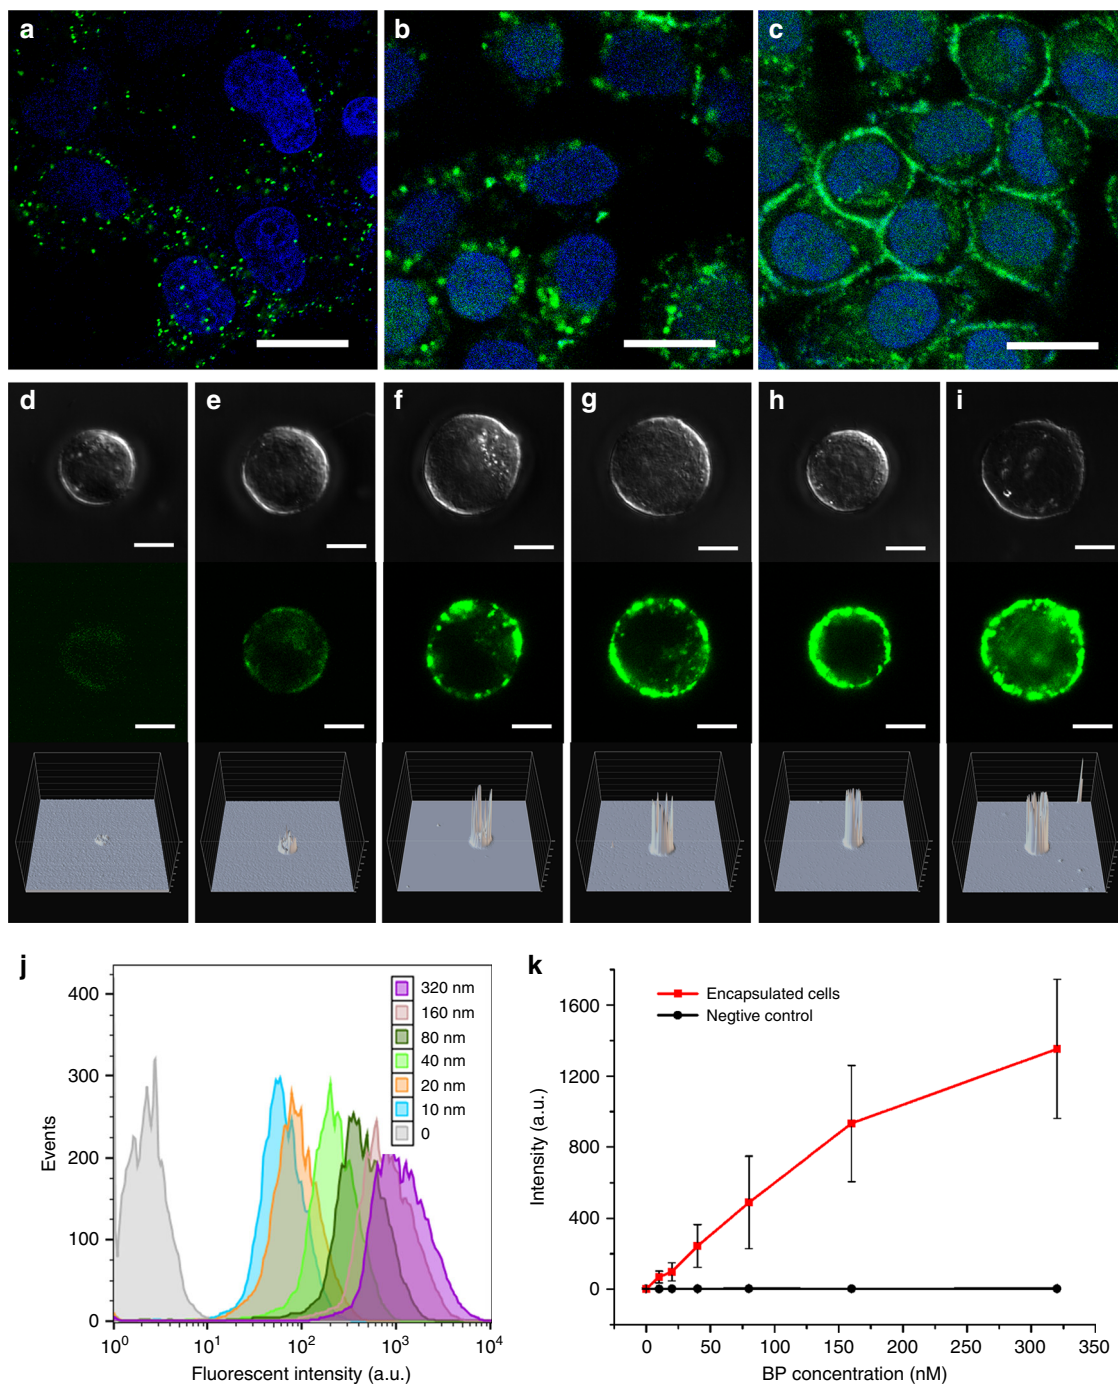 a
b
c
d
e
f
g
h
i
j
400
300
200
100
0
Events
10⁰
10¹
10²
10³
10⁴
Fluorescent intensity (a.u.)
320 nm
160 nm
80 nm
40 nm
20 nm
10 nm
0
k
1600
1200
800
400
0
Intensity (a.u.)
Encapsulated cells
Negtive control
0 50 100 150 200 250 300 350
BP concentration (nM)